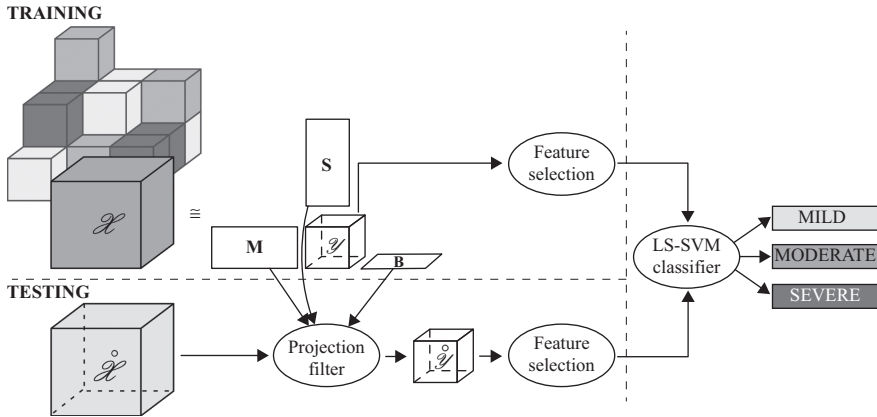 TRAINING
S
Feature
selection
𝒳
≅
M
𝒴
B
LS-SVM
classifier
MILD
MODERATE
SEVERE
TESTING
𝒳̊
Projection
filter
𝒴̊
Feature
selection